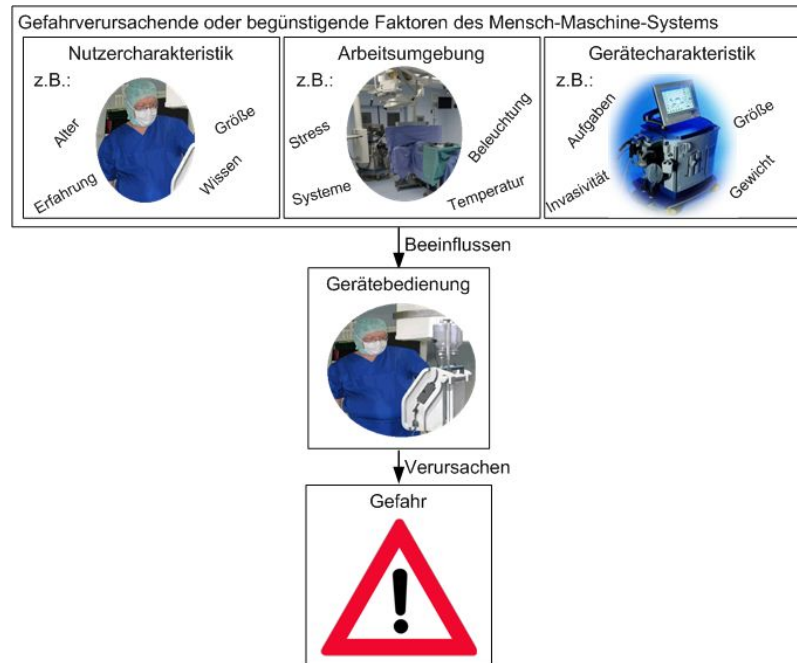 Gefahrverursachende oder begünstigende Faktoren des Mensch-Maschine-Systems
Nutzercharakteristik
z.B.:
Alter
Größe
Erfahrung
Wissen
Arbeitsumgebung
z.B.:
Stress
Beleuchtung
Systeme
Temperatur
Gerätecharakteristik
z.B.:
Aufgaben
Größe
Invasivität
Gewicht
Beeinflussen
Gerätebedienung
Verursachen
Gefahr